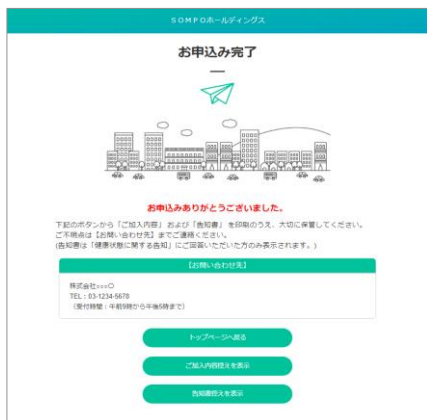 SOMPOホールディングス
お申込み完了
お申込みありがとうございました。
下記のボタンから「ご加入内容」 および「告知書」 を印刷のうえ、大切に保管してください。
ご不明点は【お問い合わせ先】までご連絡ください。
(告知書は「健康状態に関する告知」にご回答いただいた方のみ表示されます。)
【お問い合わせ先】
株式会社×××〇
TEL：03-1234-5678
（受付時間：午前9時から午後5時まで）
トップページへ戻る
ご加入内容控えを表示
告知書控えを表示